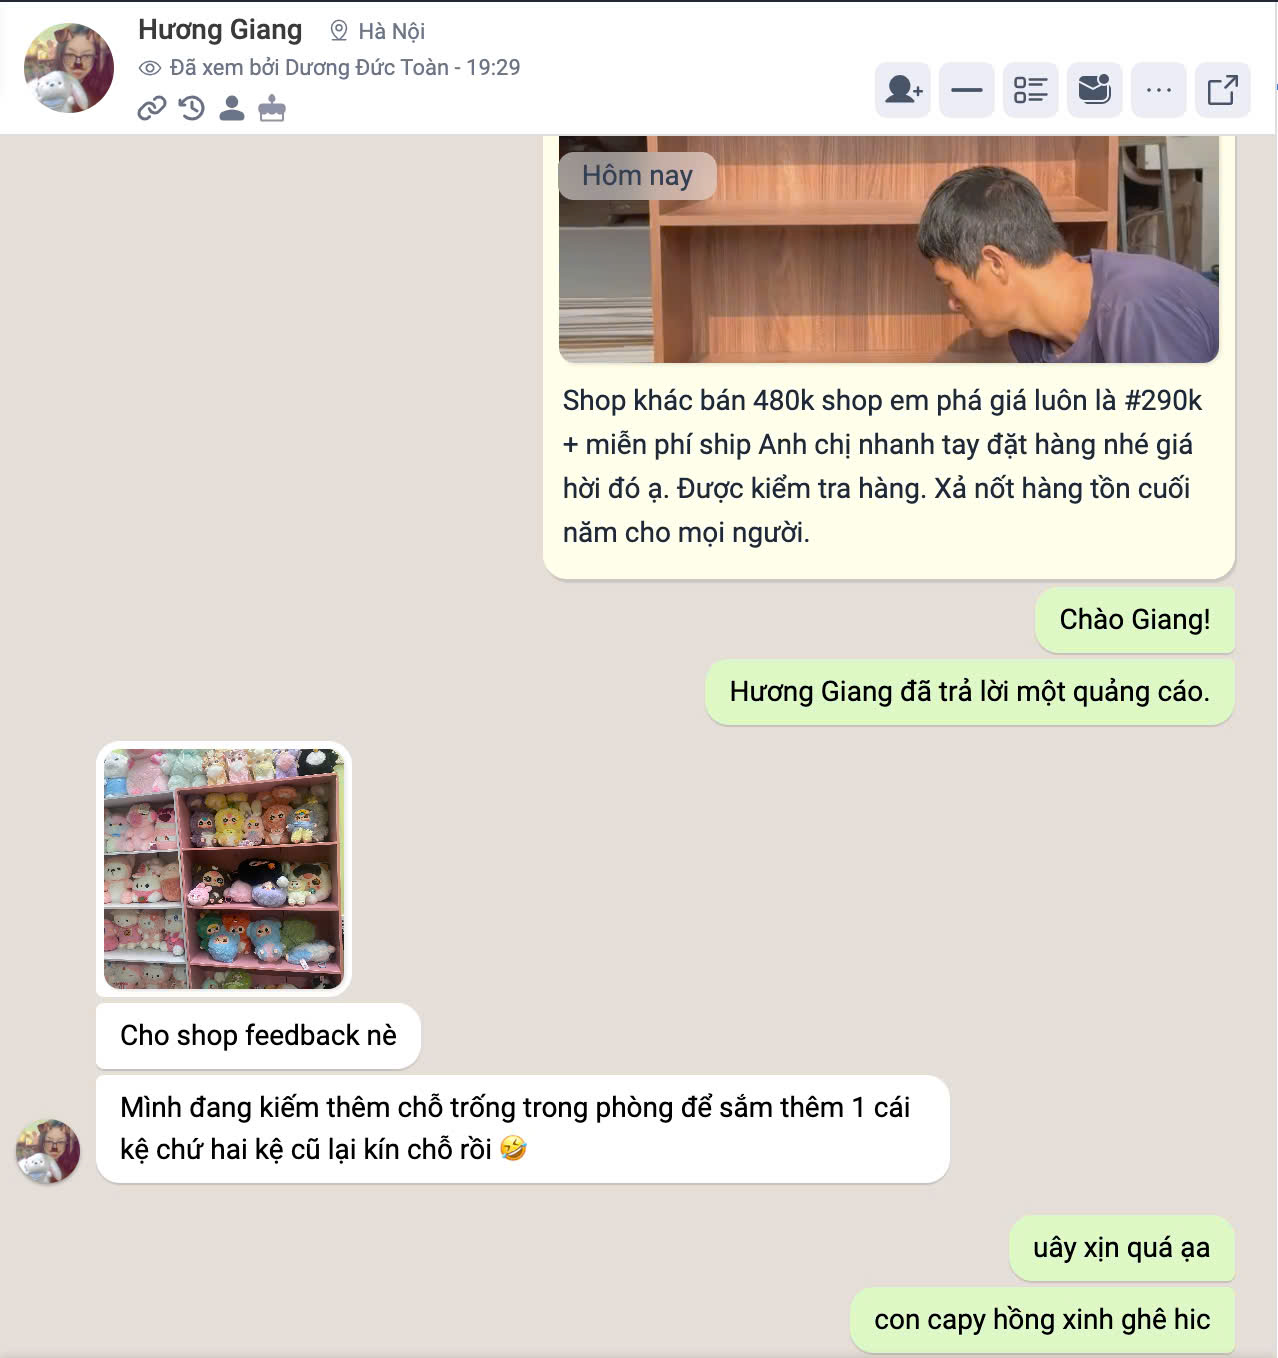 Hương Giang
Hà Nội
Đã xem bởi Dương Đức Toàn - 19:29
Hôm nay
Shop khác bán 480k shop em phá giá luôn là #290k
+ miễn phí ship Anh chị nhanh tay đặt hàng nhé giá
hời đó ạ. Được kiểm tra hàng. Xả nốt hàng tồn cuối
năm cho mọi người.
Chào Giang!
Hương Giang đã trả lời một quảng cáo.
Cho shop feedback nè
Mình đang kiếm thêm chỗ trống trong phòng để sắm thêm 1 cái
kệ chứ hai kệ cũ lại kín chỗ rồi 🤣
uây xịn quá ạa
con capy hồng xinh ghê hic